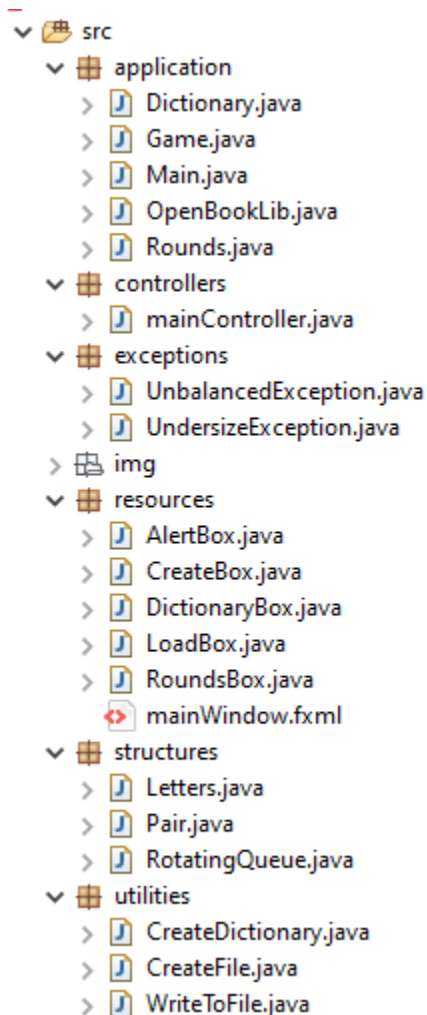 src
application
Dictionary.java
Game.java
Main.java
OpenBookLib.java
Rounds.java
controllers
mainController.java
exceptions
UnbalancedException.java
UndersizeException.java
img
resources
AlertBox.java
CreateBox.java
DictionaryBox.java
LoadBox.java
RoundsBox.java
mainWindow.fxml
structures
Letters.java
Pair.java
RotatingQueue.java
utilities
CreateDictionary.java
CreateFile.java
WriteToFile.java